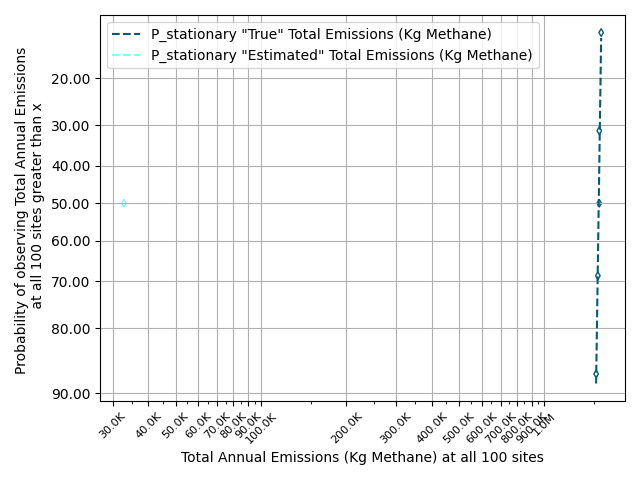 P_stationary "True" Total Emissions (Kg Methane)
P_stationary "Estimated" Total Emissions (Kg Methane)
Probability of observing Total Annual Emissions
at all 100 sites greater than x
20.00
30.00
40.00
50.00
60.00
70.00
80.00
90.00
30.0K
40.0K
50.0K
60.0K
70.0K
80.0K
90.0K
100.0K
200.0K
300.0K
400.0K
500.0K
600.0K
700.0K
800.0K
900.0K
1.0M
Total Annual Emissions (Kg Methane) at all 100 sites